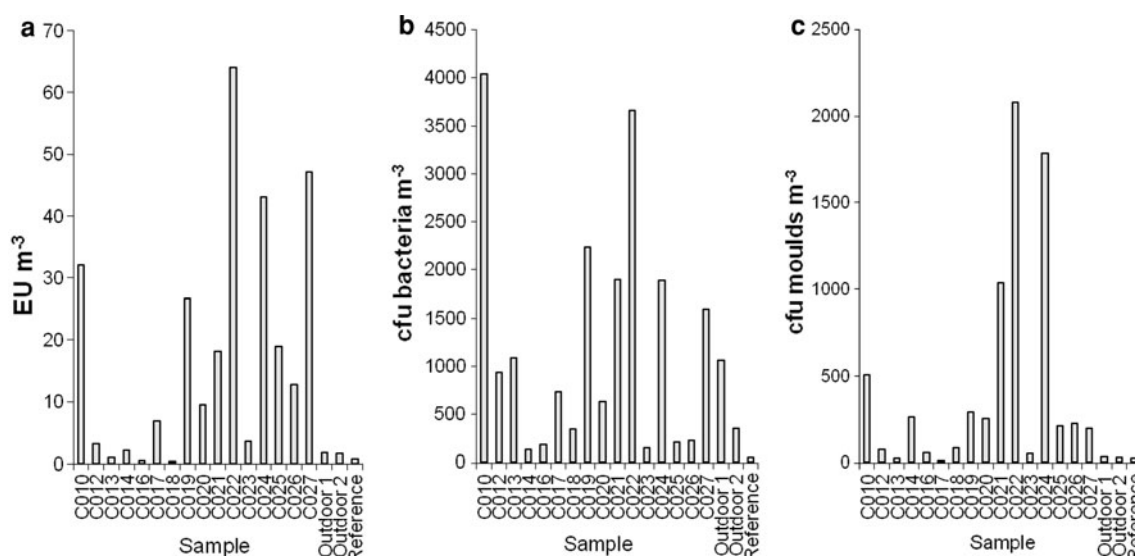 a
70
60
50
40
30
20
10
0
EU m-3
C010
C012
C013
C014
C016
C017
C018
C019
C020
C021
C022
C023
C024
C025
C026
C027
Outdoor 1
Outdoor 2
Reference
Sample
b
4500
4000
3500
3000
2500
2000
1500
1000
500
0
cfu bacteria m-3
C010
C012
C013
C014
C016
C017
C018
C019
C020
C021
C022
C023
C024
C025
C026
C027
Outdoor 1
Outdoor 2
Reference
Sample
c
2500
2000
1500
1000
500
0
cfu moulds m-3
C010
C012
C013
C014
C016
C017
C018
C019
C020
C021
C022
C023
C024
C025
C026
C027
Outdoor 1
Outdoor 2
Reference
Sample